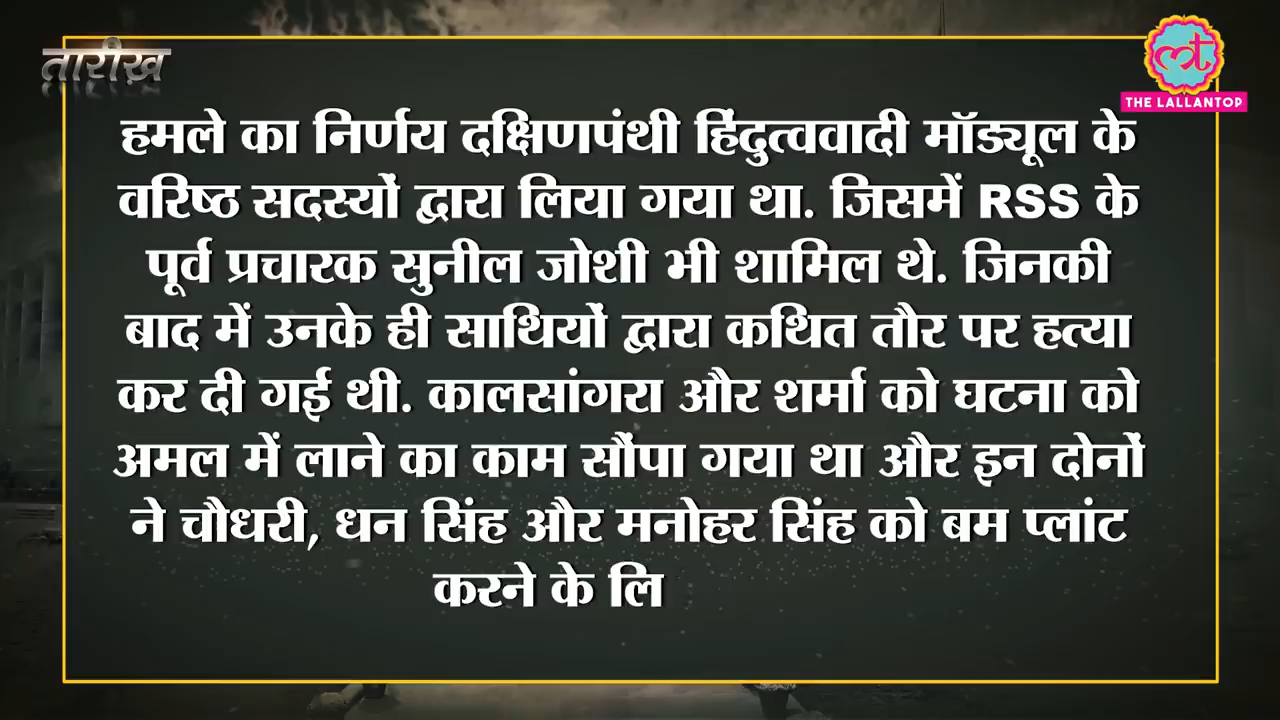 तारीख़
THE LALLANTOP
हमले का निर्णय दक्षिणपंथी हिंदुत्ववादी मॉड्यूल के
वरिष्ठ सदस्यों द्वारा लिया गया था. जिसमें RSS के
पूर्व प्रचारक सुनील जोशी भी शामिल थे. जिनकी
बाद में उनके ही साथियों द्वारा कथित तौर पर हत्या
कर दी गई थी. कालसांगरा और शर्मा को घटना को
अमल में लाने का काम सौंपा गया था और इन दोनों
ने चौधरी, धन सिंह और मनोहर सिंह को बम प्लांट
करने के लि